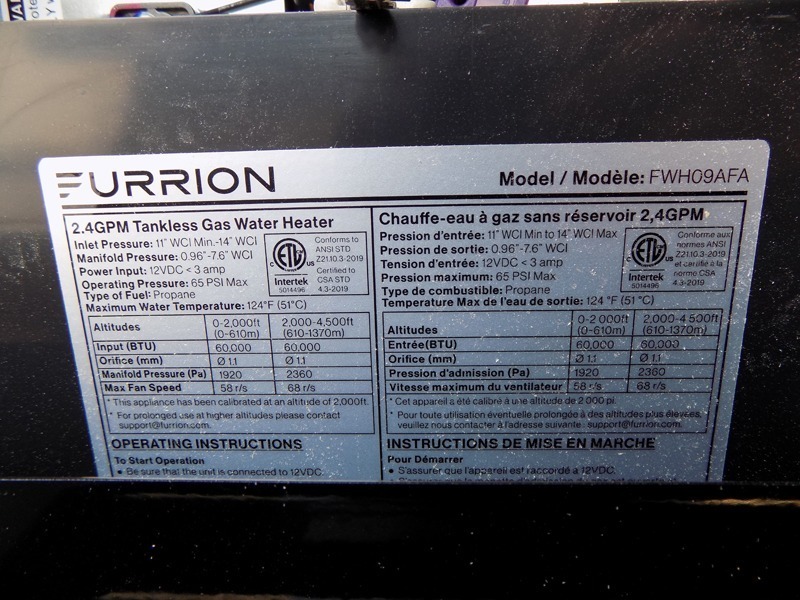 FURRION
Model / Modèle: FWH09AFA
2.4GPM Tankless Gas Water Heater
Inlet Pressure: 11" WCI Min.-14" WCI
Manifold Pressure: 0.96"-7.6" WCI
Power Input: 12VDC < 3 amp
Operating Pressure: 65 PSI Max
Type of Fuel: Propane
Maximum Water Temperature: 124°F (51°C)
C ETL US
Intertek
5014496
Conforms to
ANSI STD
Z21.10.3-2019
Certified to
CSA STD
4.3-2019
Altitudes 0-2,000ft (0-610m) 2,000-4,500ft (610-1370m)
Input (BTU) 60,000 60,000
Orifice (mm) Ø 1.1 Ø 1.1
Manifold Pressure (Pa) 1920 2360
Max Fan Speed 58 r/s 68 r/s
* This appliance has been calibrated at an altitude of 2,000ft.
* For prolonged use at higher altitudes please contact
support@furrion.com
OPERATING INSTRUCTIONS
To Start Operation
• Be sure that the unit is connected to 12VDC.
Chauffe-eau à gaz sans réservoir 2,4GPM
Pression d'entrée: 11" WCI Min to 14" WCI Max
Pression de sortie: 0.96"-7.6" WCI
Tension d'entrée: 12VDC < 3 amp
Pression maximum: 65 PSI Max
Type de combustible: Propane
Temperature Max de l'eau de sortie: 124 °F (51 °C)
C ETL US
Intertek
5014496
Conforme aux
normes ANSI
Z21.10.3-2019
et certifié à la
norme CSA
4.3-2019
Altitudes 0-2 000ft (0-610m) 2,000-4,500ft (610-1370m)
Entrée(BTU) 60,000 60,000
Orifice (mm) Ø 1.1 Ø 1.1
Pression d'admission (Pa) 1920 2360
Vitesse maximum du ventilateur 58 r/s 68 r/s
* Cet appareil a été calibré à une altitude de 2 000 pi.
* Pour toute utilisation éventuelle prolongée à des altitudes plus élevées,
veuillez nous contacter à l'adresse suivante : support@furrion.com
INSTRUCTIONS DE MISE EN MARCHE
Pour Démarrer
• S'assurer que l'appareil est raccordé à 12VDC.